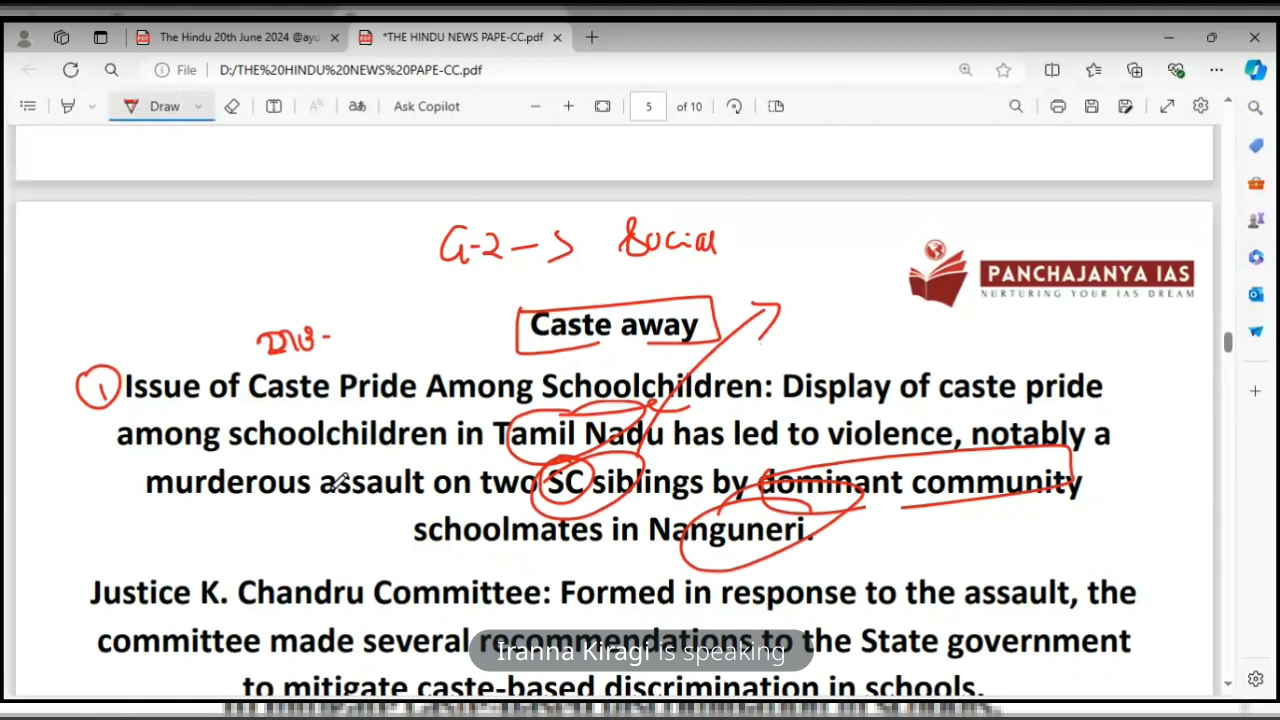 The Hindu 20th June 2024 @ayu
*THE HINDU NEWS PAPE-CC.pdf
File D:/THE%20HINDU%20NEWS%20PAPE-CC.pdf
Draw aあ Ask Copilot 5 of 10
G-2 -> Social
PANCHAJANYA IAS
NURTURING YOUR IAS DREAM
Caste away
1 Issue of Caste Pride Among Schoolchildren: Display of caste pride
among schoolchildren in Tamil Nadu has led to violence, notably a
murderous assault on two SC siblings by dominant community
schoolmates in Nanguneri.
Justice K. Chandru Committee: Formed in response to the assault, the
committee made several recommendations to the State government
Iranna Kiragi is speaking
to mitigate caste-based discrimination in schools.